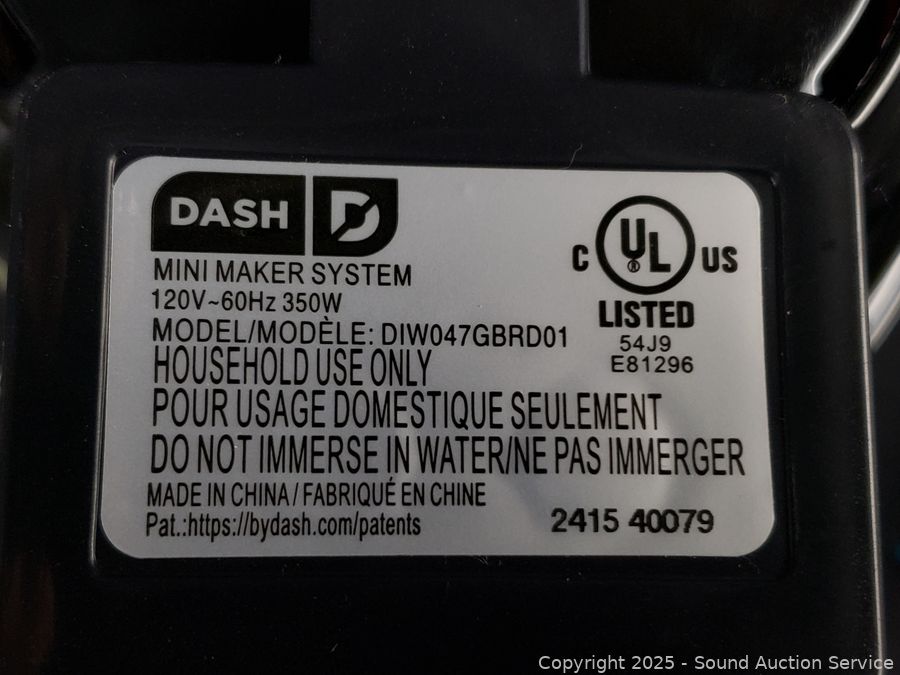 DASH D
MINI MAKER SYSTEM
120V~60Hz 350W
MODEL/MODÈLE: DIW047GBRD01
HOUSEHOLD USE ONLY
POUR USAGE DOMESTIQUE SEULEMENT
DO NOT IMMERSE IN WATER/NE PAS IMMERGER
MADE IN CHINA / FABRIQUÉ EN CHINE
Pat.:https://bydash.com/patents
2415 40079
C UL® US
LISTED
54J9
E81296
Copyright 2025 - Sound Auction Service